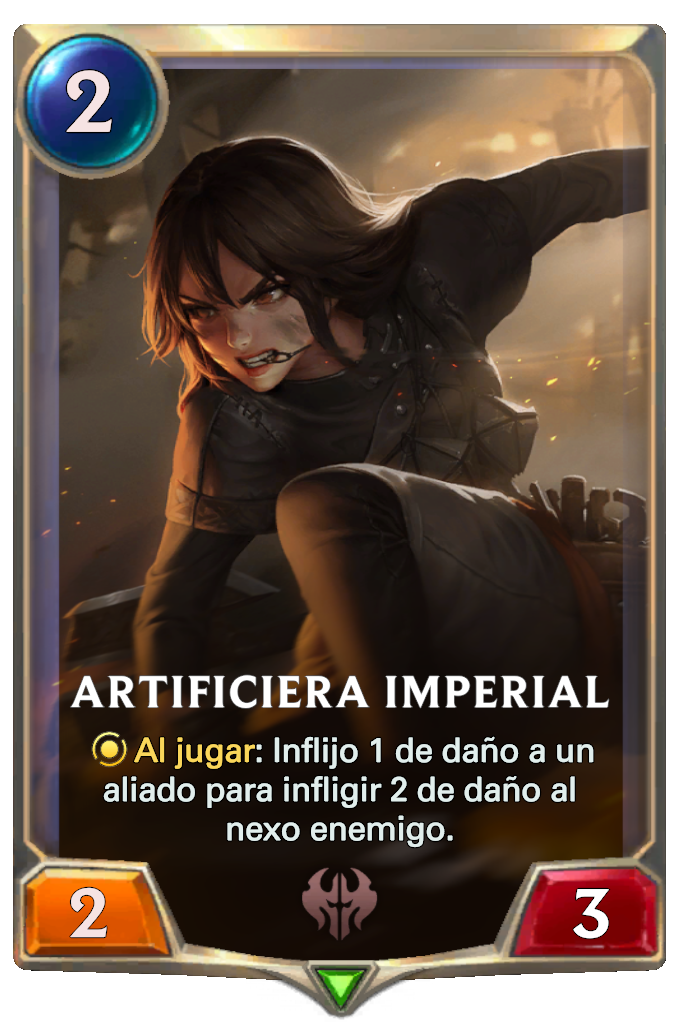 2
ARTIFICIERA IMPERIAL
Al jugar: Inflijo 1 de daño a un
aliado para infligir 2 de daño al
nexo enemigo.
2
3